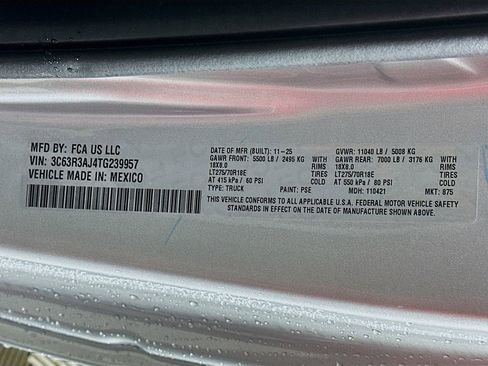 MFD BY: FCA US LLC
VIN: 3C63R3AJ4TG239957
VEHICLE MADE IN: MEXICO
DATE OF MFR (BUILT): 11-25
GAWR FRONT: 5500 LB / 2495 KG WITH
18X8.0 RIMS
LT275/70R18E TIRES
AT 415 kPa / 60 PSI COLD
TYPE: TRUCK PAINT: PSE
GVWR: 11040 LB / 5008 KG
GAWR REAR: 7000 LB / 3176 KG WITH
18X8.0 RIMS
LT275/70R18E TIRES
AT 550 kPa / 80 PSI COLD
MDH: 110421 MKT: 875
THIS VEHICLE CONFORMS TO ALL APPLICABLE U.S.A. FEDERAL MOTOR VEHICLE SAFETY
STANDARDS IN EFFECT ON THE DATE OF MANUFACTURE SHOWN ABOVE.